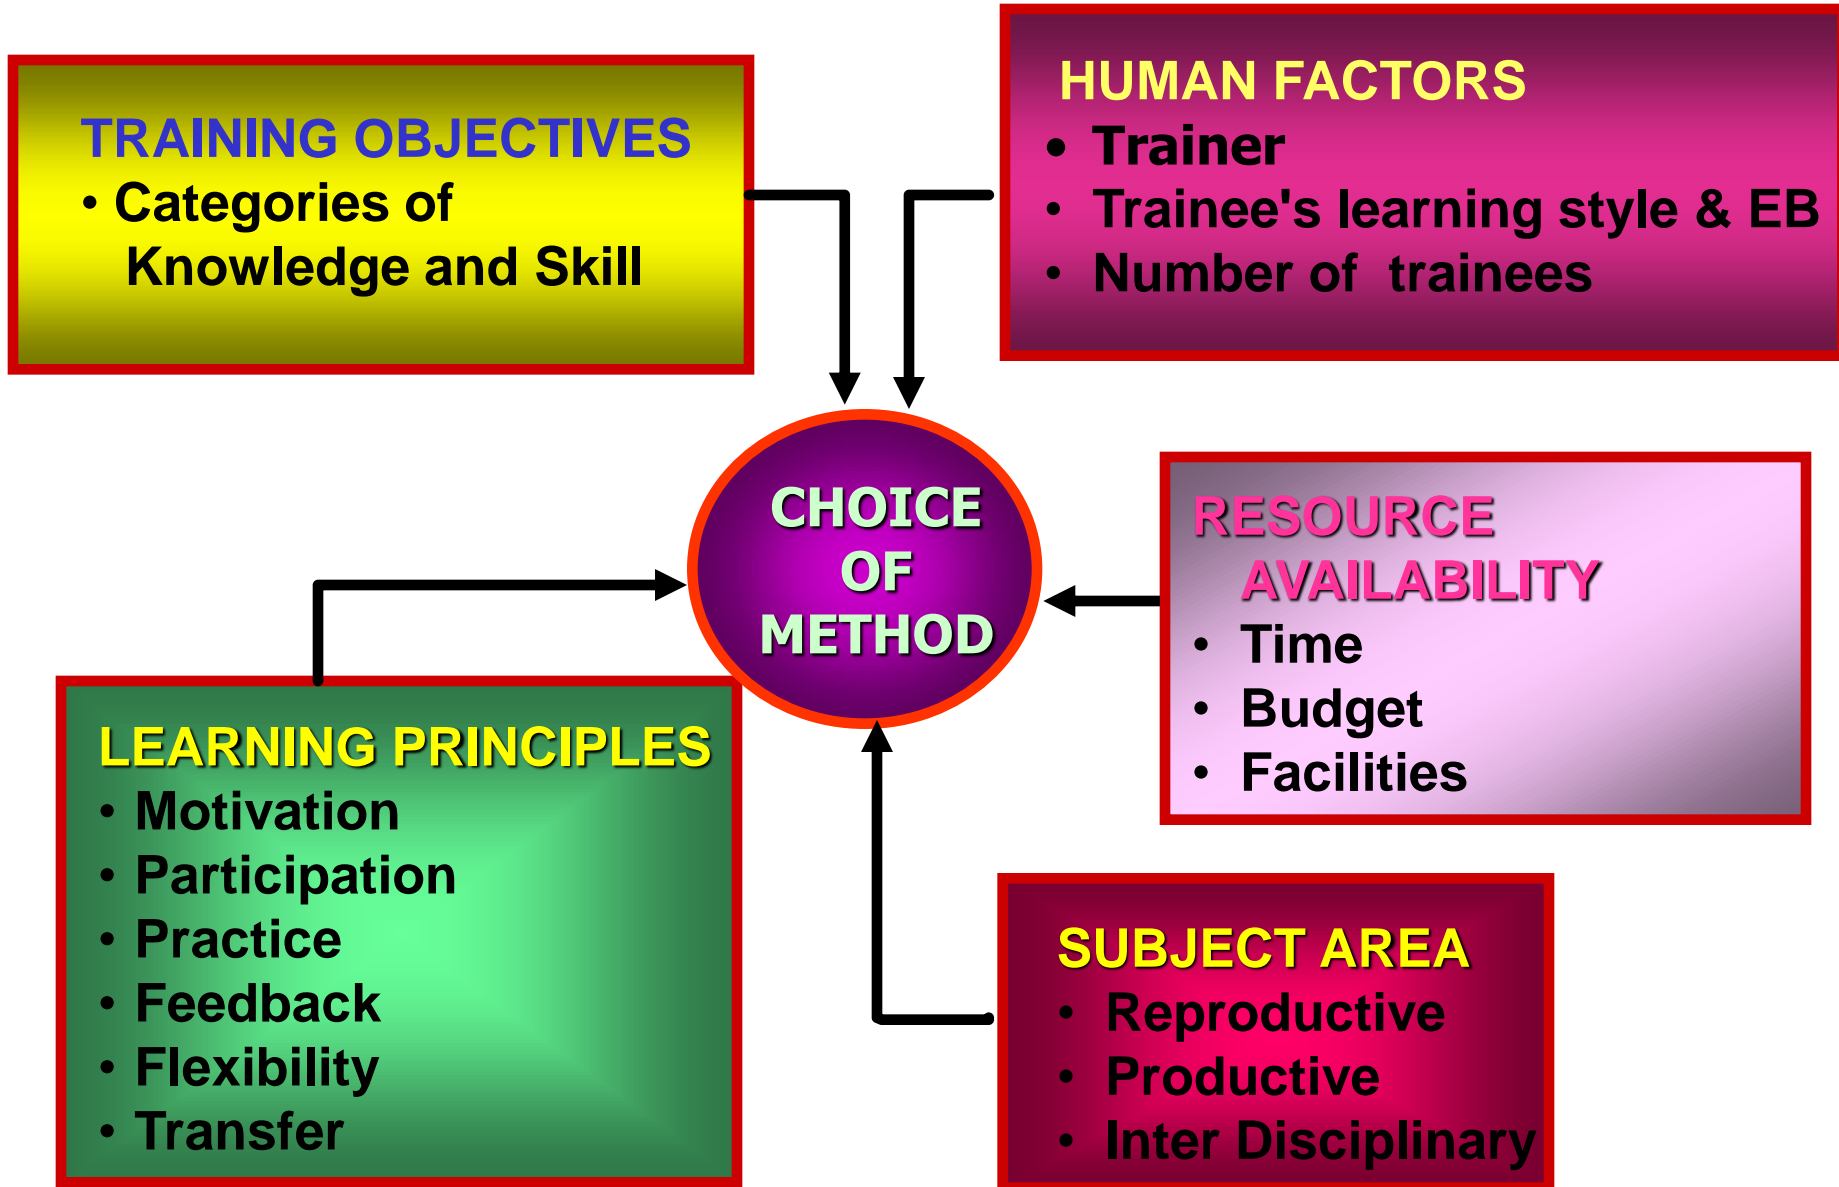 TRAINING OBJECTIVES
• Categories of
Knowledge and Skill
HUMAN FACTORS
• Trainer
• Trainee's learning style & EB
• Number of trainees
CHOICE
OF
METHOD
RESOURCE
AVAILABILITY
• Time
• Budget
• Facilities
LEARNING PRINCIPLES
• Motivation
• Participation
• Practice
• Feedback
• Flexibility
• Transfer
SUBJECT AREA
• Reproductive
• Productive
• Inter Disciplinary